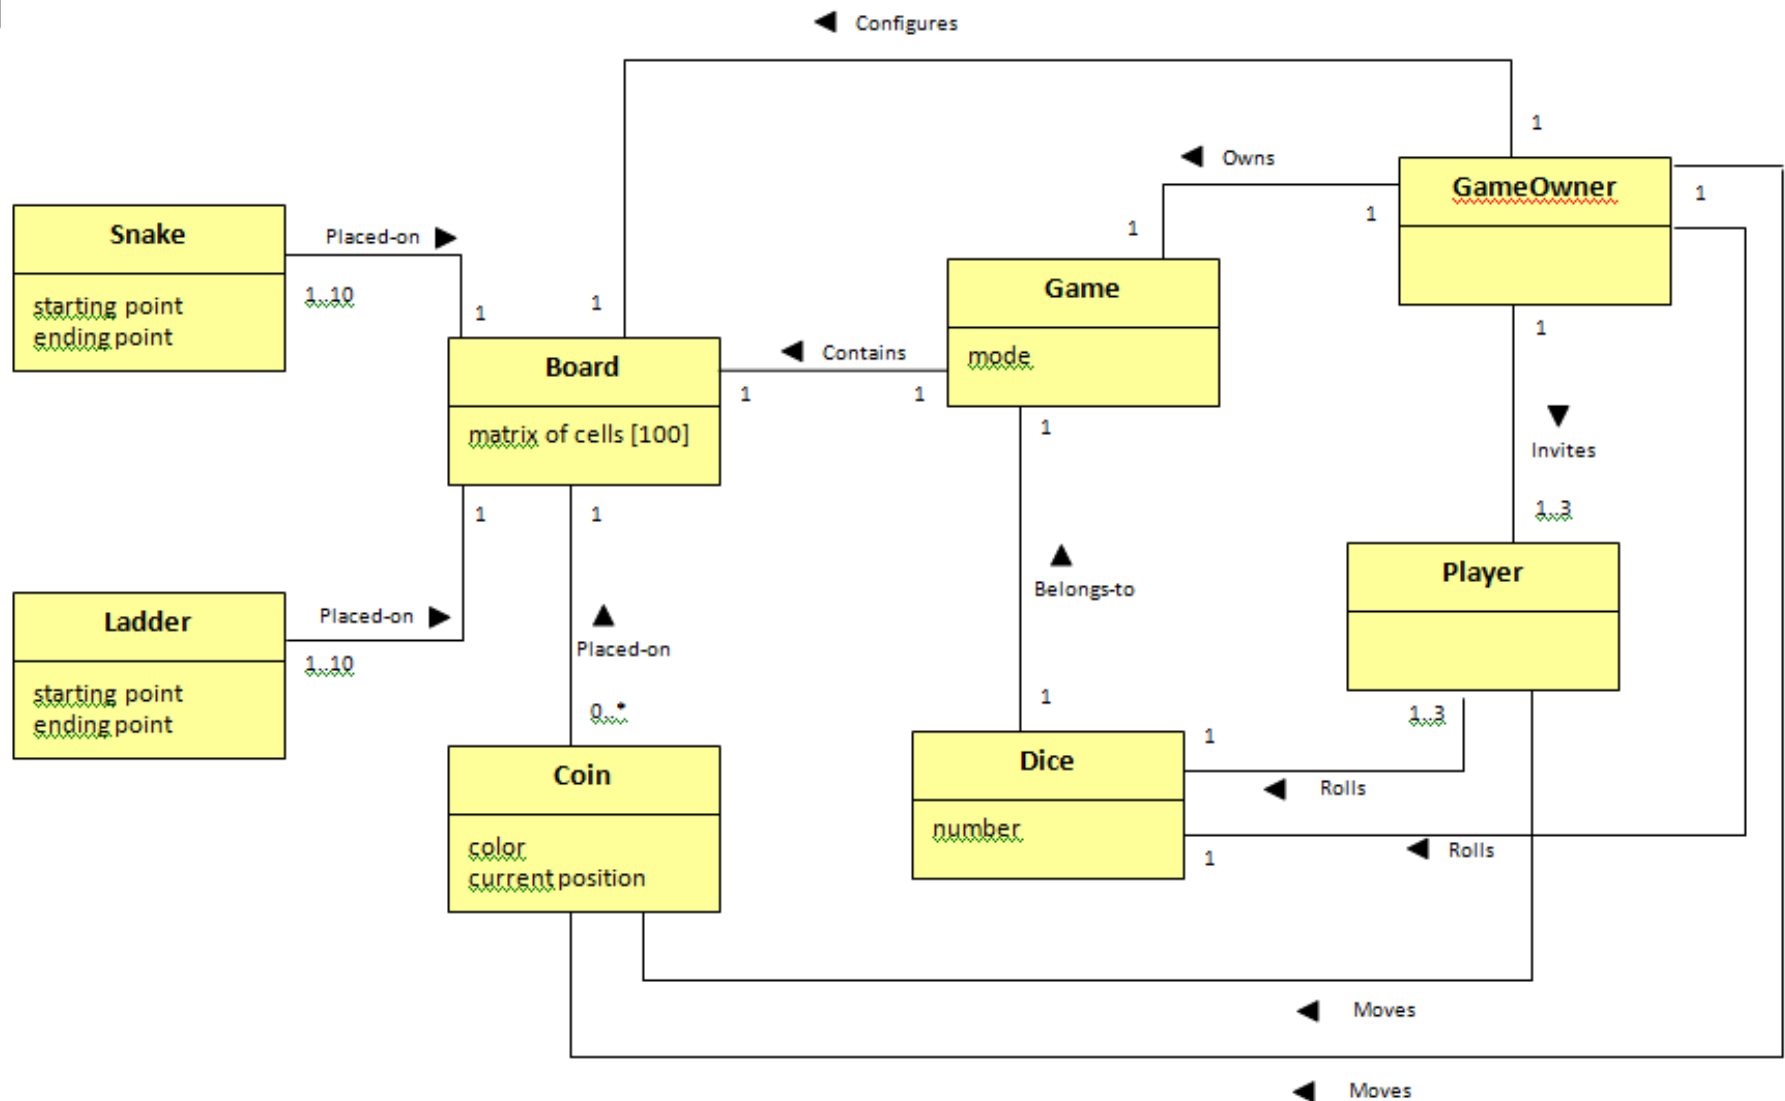 Configures
1
Owns
GameOwner
1
1
1
Snake
starting point
ending point
Placed-on
1..10
1
1
Game
mode
1
Board
matrix of cells [100]
Contains
1
1
1
Invites
1..3
1
1
1
Belongs-to
Player
Ladder
starting point
ending point
Placed-on
1..10
Placed-on
0..*
1
1..3
Coin
color
current position
Dice
number
1
Rolls
1
Rolls
Moves
Moves